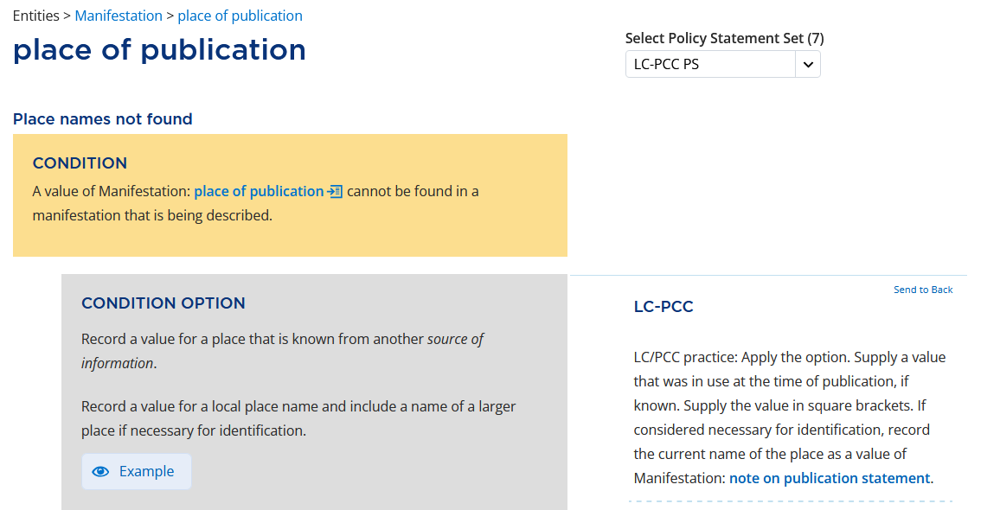 Entities > Manifestation > place of publication
place of publication
Select Policy Statement Set (7)
LC-PCC PS
Place names not found
CONDITION
A value of Manifestation: place of publication cannot be found in a
manifestation that is being described.
CONDITION OPTION
Record a value for a place that is known from another source of
information.
Record a value for a local place name and include a name of a larger
place if necessary for identification.
Example
Send to Back
LC-PCC
LC/PCC practice: Apply the option. Supply a value
that was in use at the time of publication, if
known. Supply the value in square brackets. If
considered necessary for identification, record
the current name of the place as a value of
Manifestation: note on publication statement.